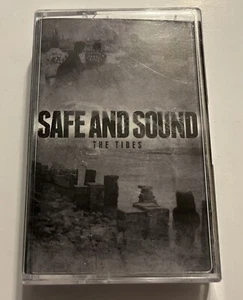 SAFE AND SOUND
THE TIDES